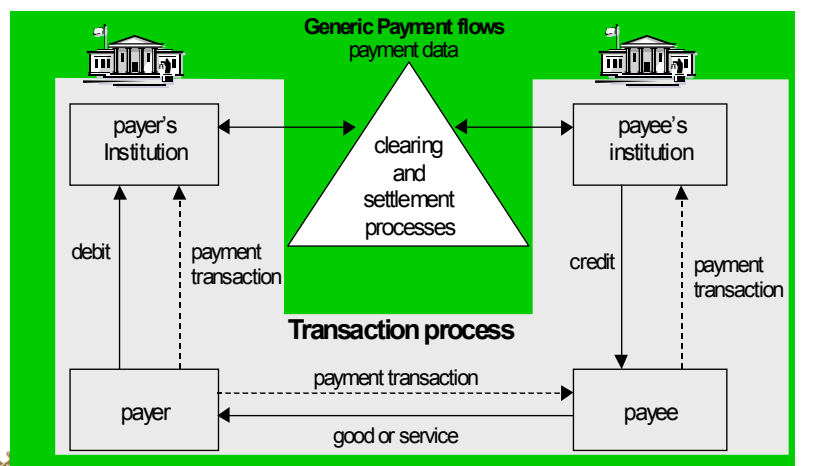 Generic Payment flows
payment data
payer's
Institution
clearing
and
settlement
processes
payee's
institution
debit
payment
transaction
credit
payment
transaction
Transaction process
payer
payment transaction
good or service
payee